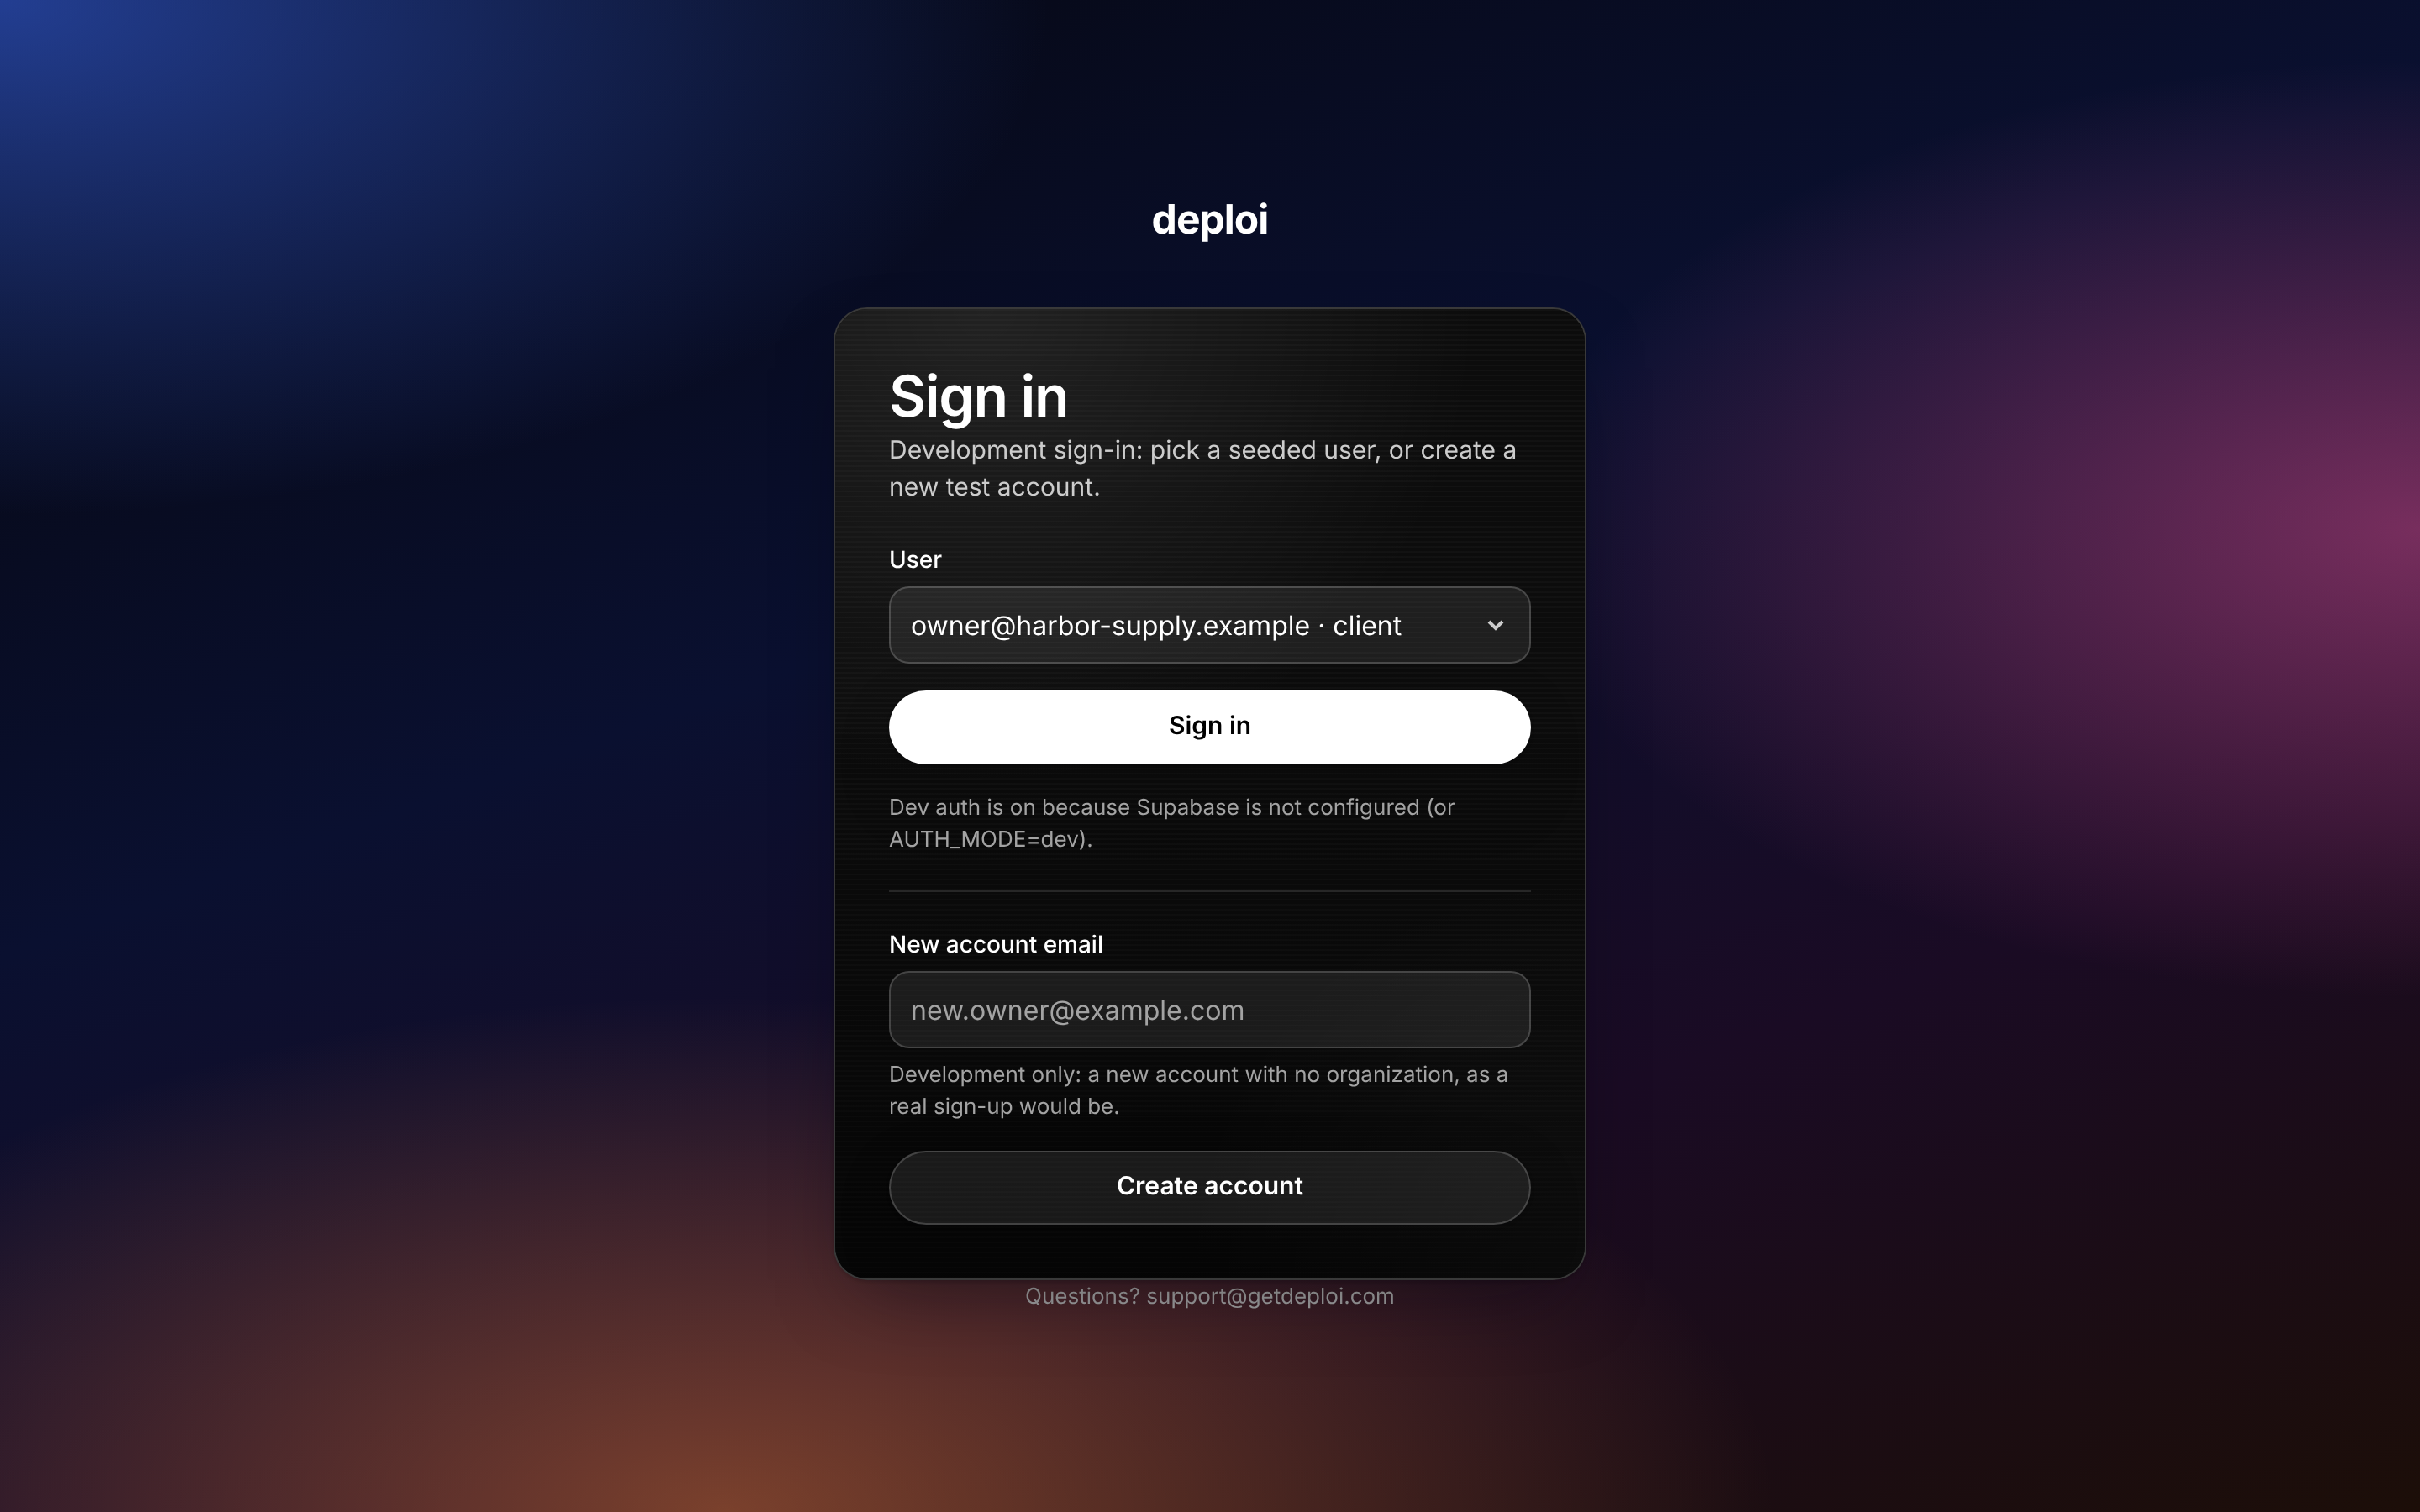 deploi
Sign in
Development sign-in: pick a seeded user, or create a
new test account.
User
owner@harbor-supply.example · client
Sign in
Dev auth is on because Supabase is not configured (or
AUTH_MODE=dev).
New account email
new.owner@example.com
Development only: a new account with no organization, as a
real sign-up would be.
Create account
Questions? support@getdeploi.com